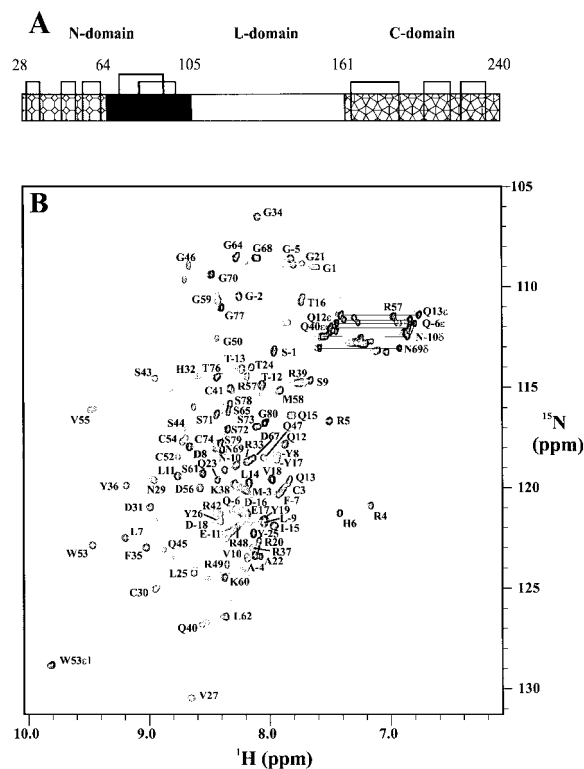 A N-domain L-domain C-domain
28 64 105 161 240
B
105
G34
G64 G68 G-5 G21
G46 G1
G70
G59 G-2 T16 R57 Q13ε
110
G77 Q12ε Q-6ε
Q40ε N-10δ
G50 S-1 N69δ
T-13
S43 H32 T76 T24 T-12 R39 S9
C41 R57 M58
115
V55 S78 S65 G80 Q15 R5
S71 S73 Q47
S44 S72 D67 Q12
C54 C74 S79 R33
D8 N69 Y-8
C52 N-10 Y-17
Q23
L11 S61 L14 V18 Q13
Y36 N29 D56 K38 M-3 C3
D-16 F-7
120
D31 R42 E17 Y19 R4
Y26 L-9 H6
L7 D-18 I-15
E-11 Y-25
W53 Q45 R48 R20
F35 V10 R37
R49 A22
L25 A-4
K60
C30
125
Q40 L62
W53ε1
V27
130
15N (ppm)
10.0 9.0 8.0 7.0
1H (ppm)